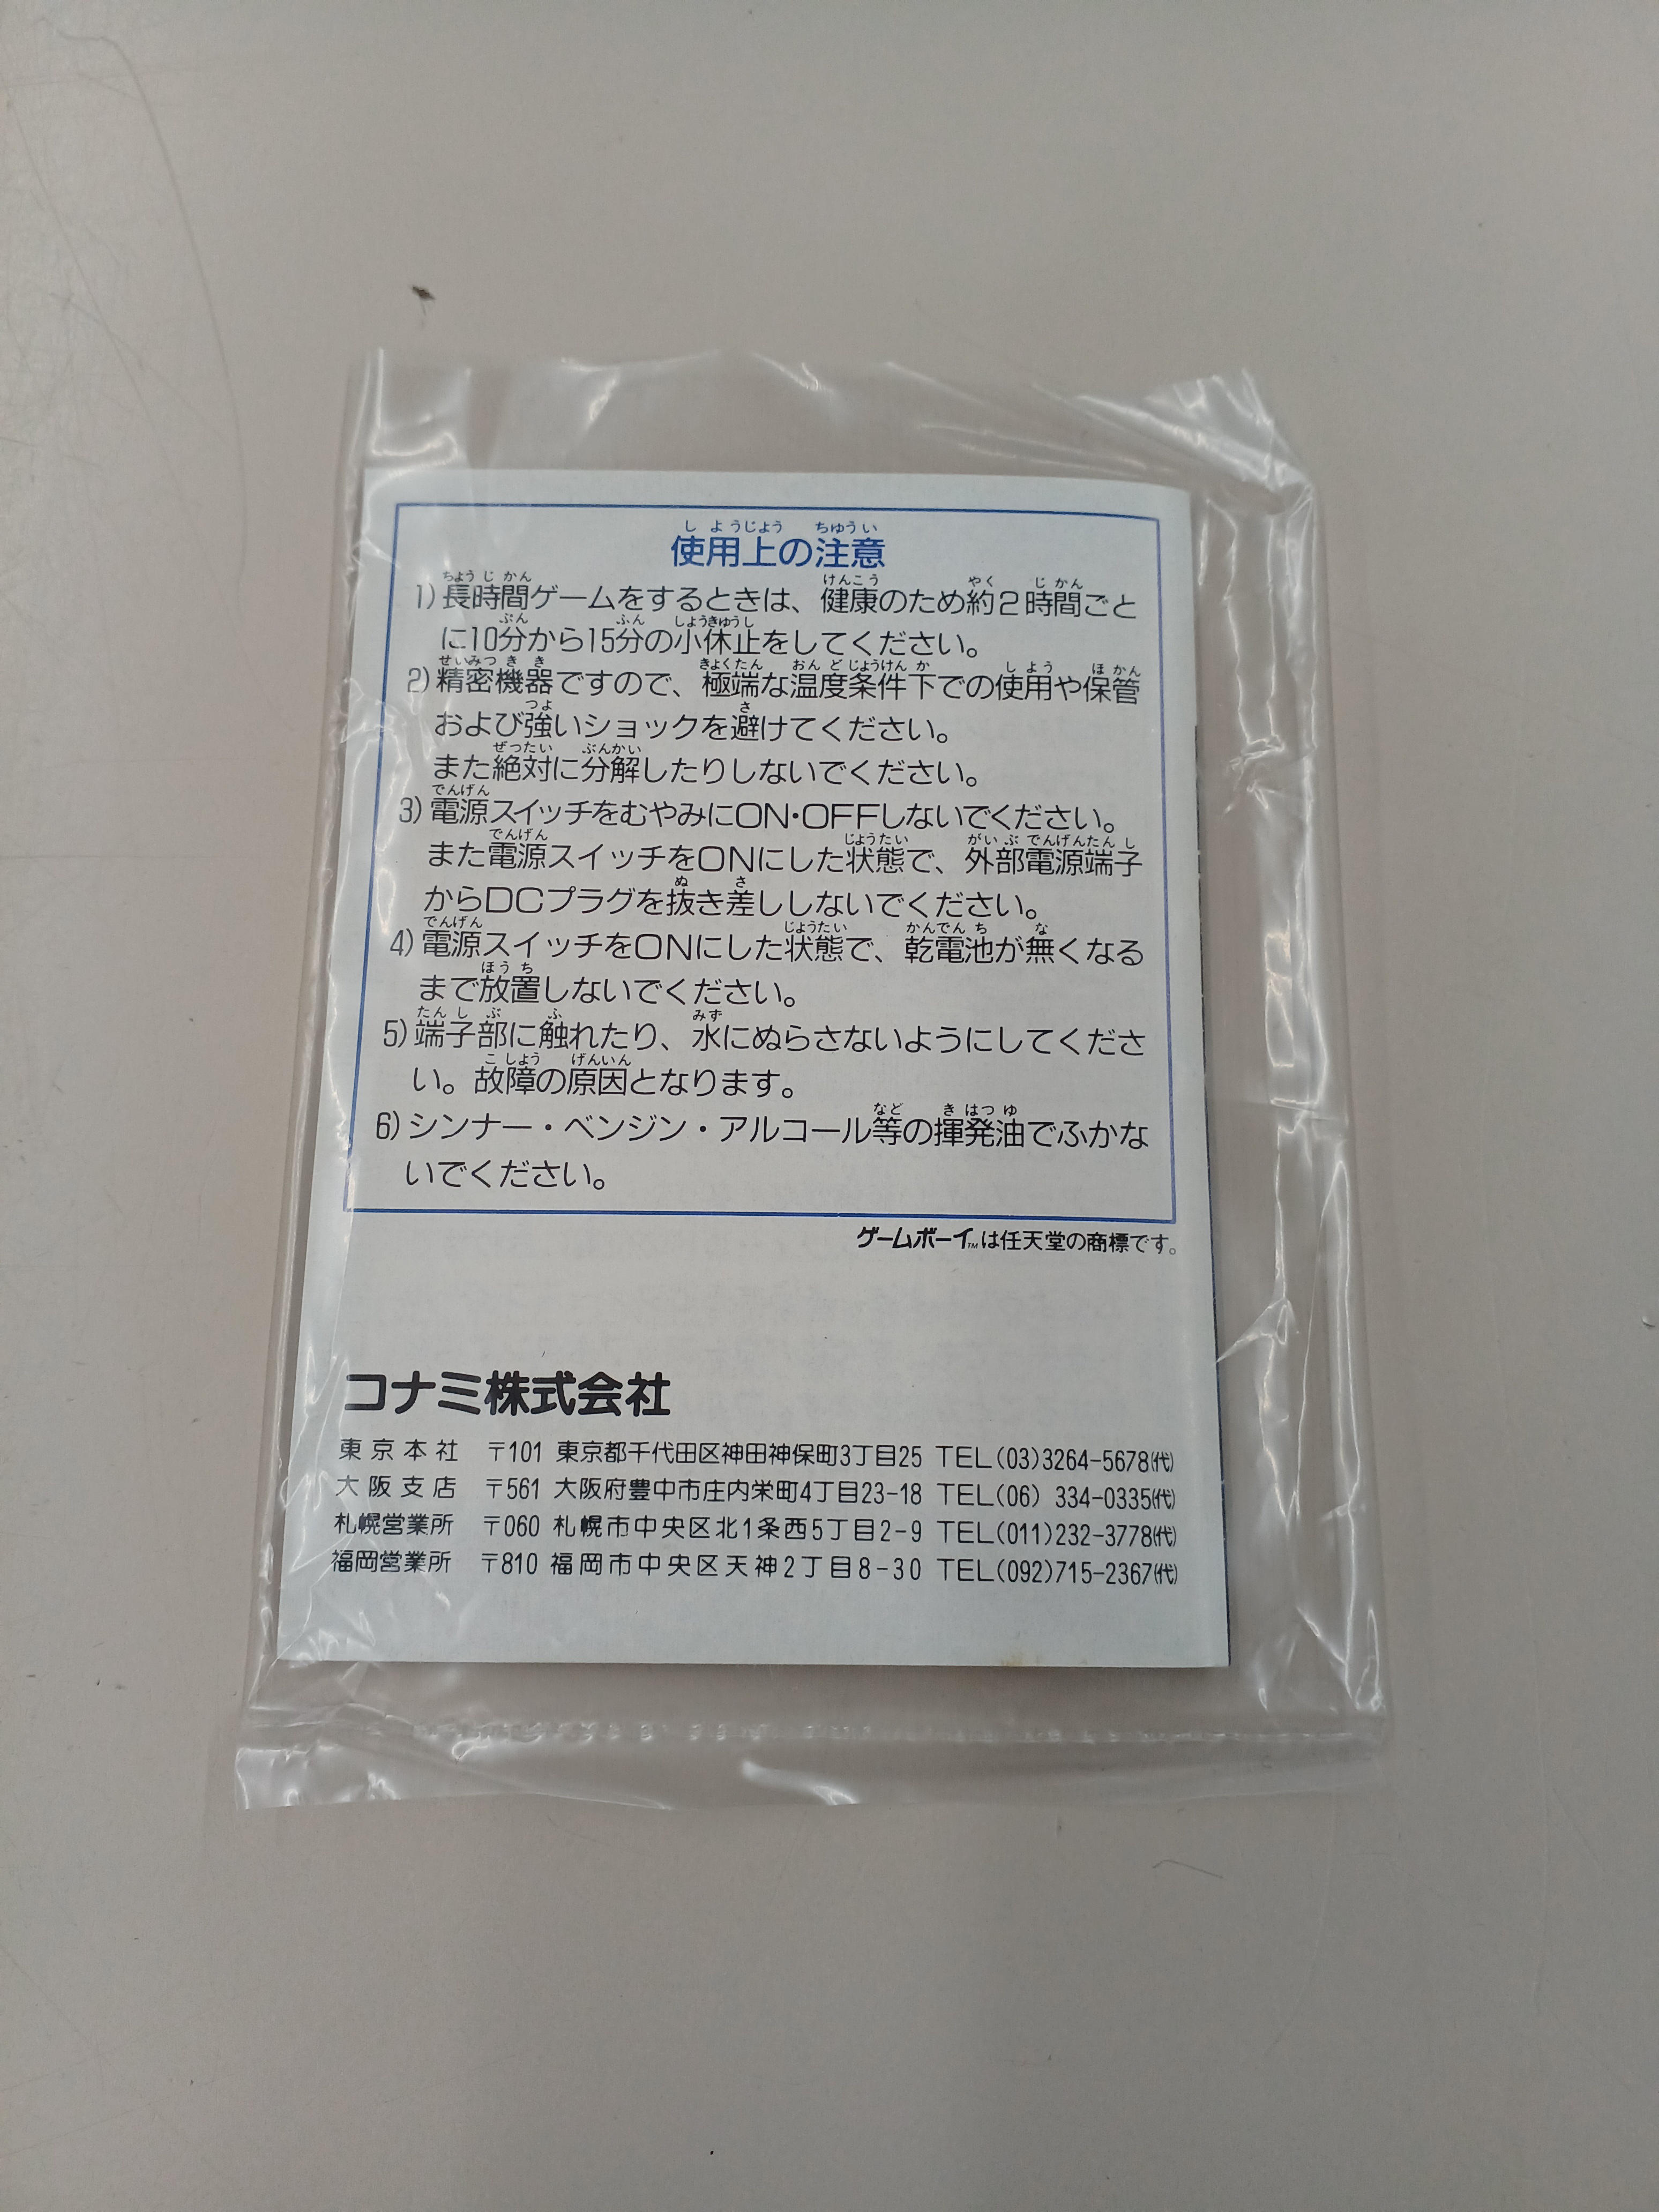 使用上の注意
1)長時間ゲームをするときは、健康のため約2時間ごと
に10分から15分の小休止をしてください。
2)精密機器ですので、極端な温度条件下での使用や保管
および強いショックを避けてください。
また絶対に分解したりしないでください。
3)電源スイッチをむやみにON・OFFしないでください。
また電源スイッチをONにした状態で、外部電源端子
からDCプラグを抜き差ししないでください。
4)電源スイッチをONにした状態で、乾電池が無くなる
まで放置しないでください。
5)端子部に触れたり、水にぬらさないようにしてくださ
い。故障の原因となります。
6)シンナー・ベンジン・アルコール等の揮発油でふかな
いでください。
ゲームボーイ™は任天堂の商標です。
コナミ株式会社
東京本社 〒101 東京都千代田区神田神保町3丁目25 TEL(03)3264-5678㈹
大阪支店 〒561 大阪府豊中市庄内栄町4丁目23-18 TEL(06) 334-0335㈹
札幌営業所 〒060 札幌市中央区北1条西5丁目2-9 TEL(011)232-3778㈹
福岡営業所 〒810 福岡市中央区天神2丁目8-30 TEL(092)715-2367㈹